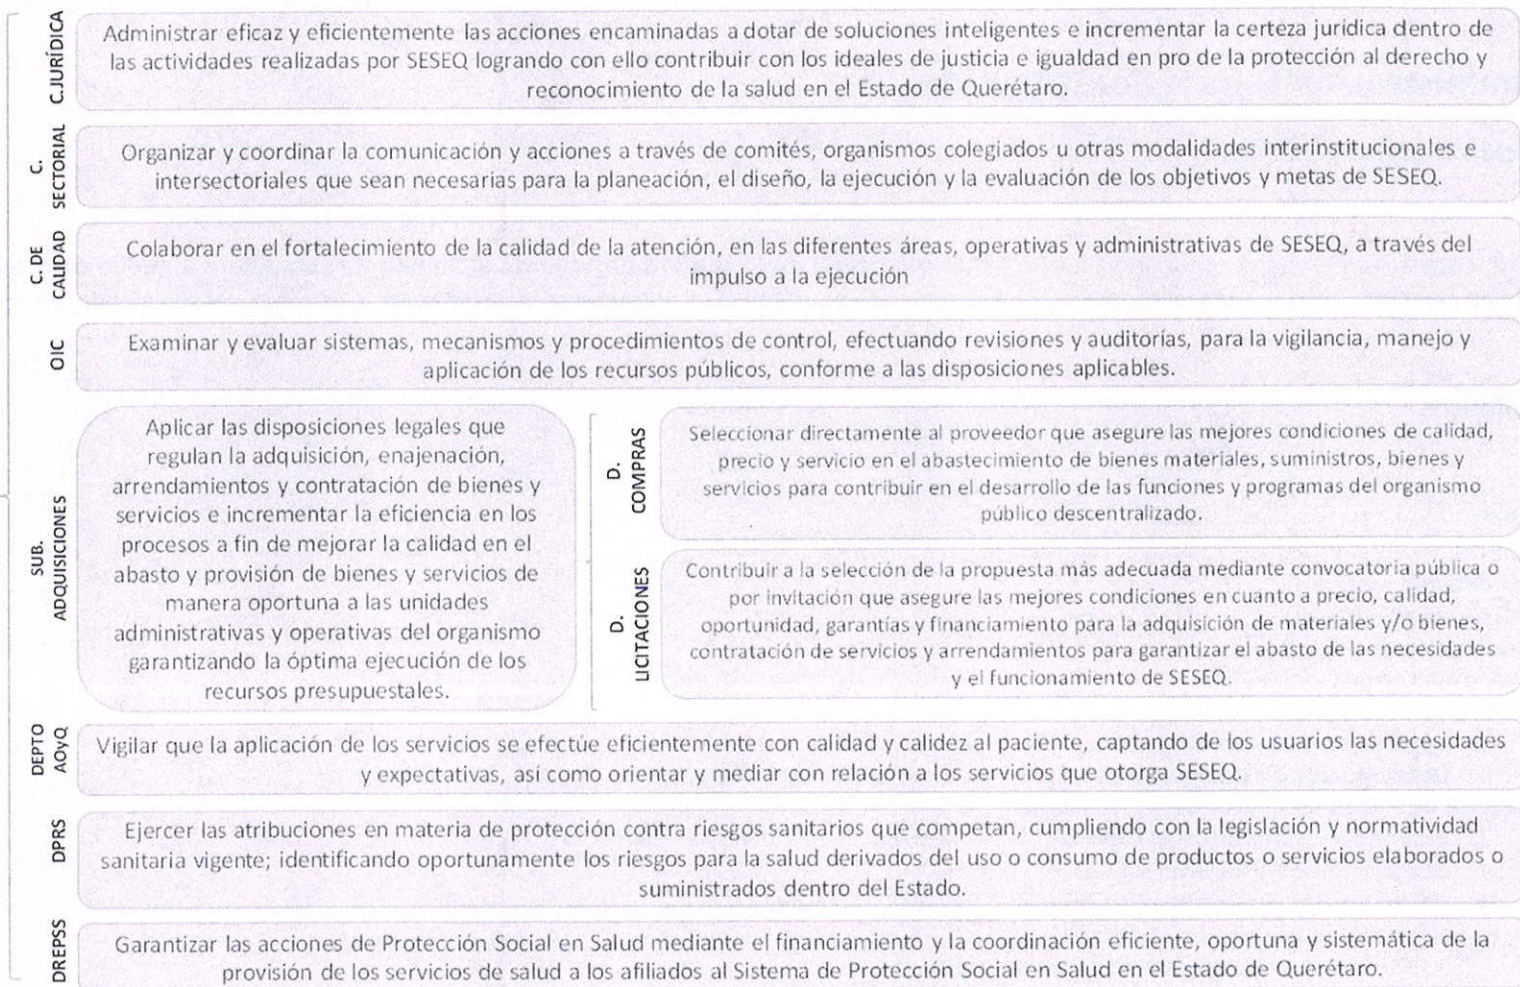 C.JURÍDICA
Administrar eficaz y eficientemente las acciones encaminadas a dotar de soluciones inteligentes e incrementar la certeza jurídica dentro de
las actividades realizadas por SESEQ logrando con ello contribuir con los ideales de justicia e igualdad en pro de la protección al derecho y
reconocimiento de la salud en el Estado de Querétaro.
C.
SECTORIAL
Organizar y coordinar la comunicación y acciones a través de comités, organismos colegiados u otras modalidades interinstitucionales e
intersectoriales que sean necesarias para la planeación, el diseño, la ejecución y la evaluación de los objetivos y metas de SESEQ.
C. DE
CALIDAD
Colaborar en el fortalecimiento de la calidad de la atención, en las diferentes áreas, operativas y administrativas de SESEQ, a través del
impulso a la ejecución
OIC
Examinar y evaluar sistemas, mecanismos y procedimientos de control, efectuando revisiones y auditorías, para la vigilancia, manejo y
aplicación de los recursos públicos, conforme a las disposiciones aplicables.
SUB.
ADQUISICIONES
Aplicar las disposiciones legales que
regulan la adquisición, enajenación,
arrendamientos y contratación de bienes y
servicios e incrementar la eficiencia en los
procesos a fin de mejorar la calidad en el
abasto y provisión de bienes y servicios de
manera oportuna a las unidades
administrativas y operativas del organismo
garantizando la óptima ejecución de los
recursos presupuestales.
D.
COMPRAS
Seleccionar directamente al proveedor que asegure las mejores condiciones de calidad,
precio y servicio en el abastecimiento de bienes materiales, suministros, bienes y
servicios para contribuir en el desarrollo de las funciones y programas del organismo
público descentralizado.
D.
LICITACIONES
Contribuir a la selección de la propuesta más adecuada mediante convocatoria pública o
por invitación que asegure las mejores condiciones en cuanto a precio, calidad,
oportunidad, garantías y financiamiento para la adquisición de materiales y/o bienes,
contratación de servicios y arrendamientos para garantizar el abasto de las necesidades
y el funcionamiento de SESEQ.
DEPTO
AOyQ
Vigilar que la aplicación de los servicios se efectúe eficientemente con calidad y calidez al paciente, captando de los usuarios las necesidades
y expectativas, así como orientar y mediar con relación a los servicios que otorga SESEQ.
DPRS
Ejercer las atribuciones en materia de protección contra riesgos sanitarios que competan, cumpliendo con la legislación y normatividad
sanitaria vigente; identificando oportunamente los riesgos para la salud derivados del uso o consumo de productos o servicios elaborados o
suministrados dentro del Estado.
DREPSS
Garantizar las acciones de Protección Social en Salud mediante el financiamiento y la coordinación eficiente, oportuna y sistemática de la
provisión de los servicios de salud a los afiliados al Sistema de Protección Social en Salud en el Estado de Querétaro.